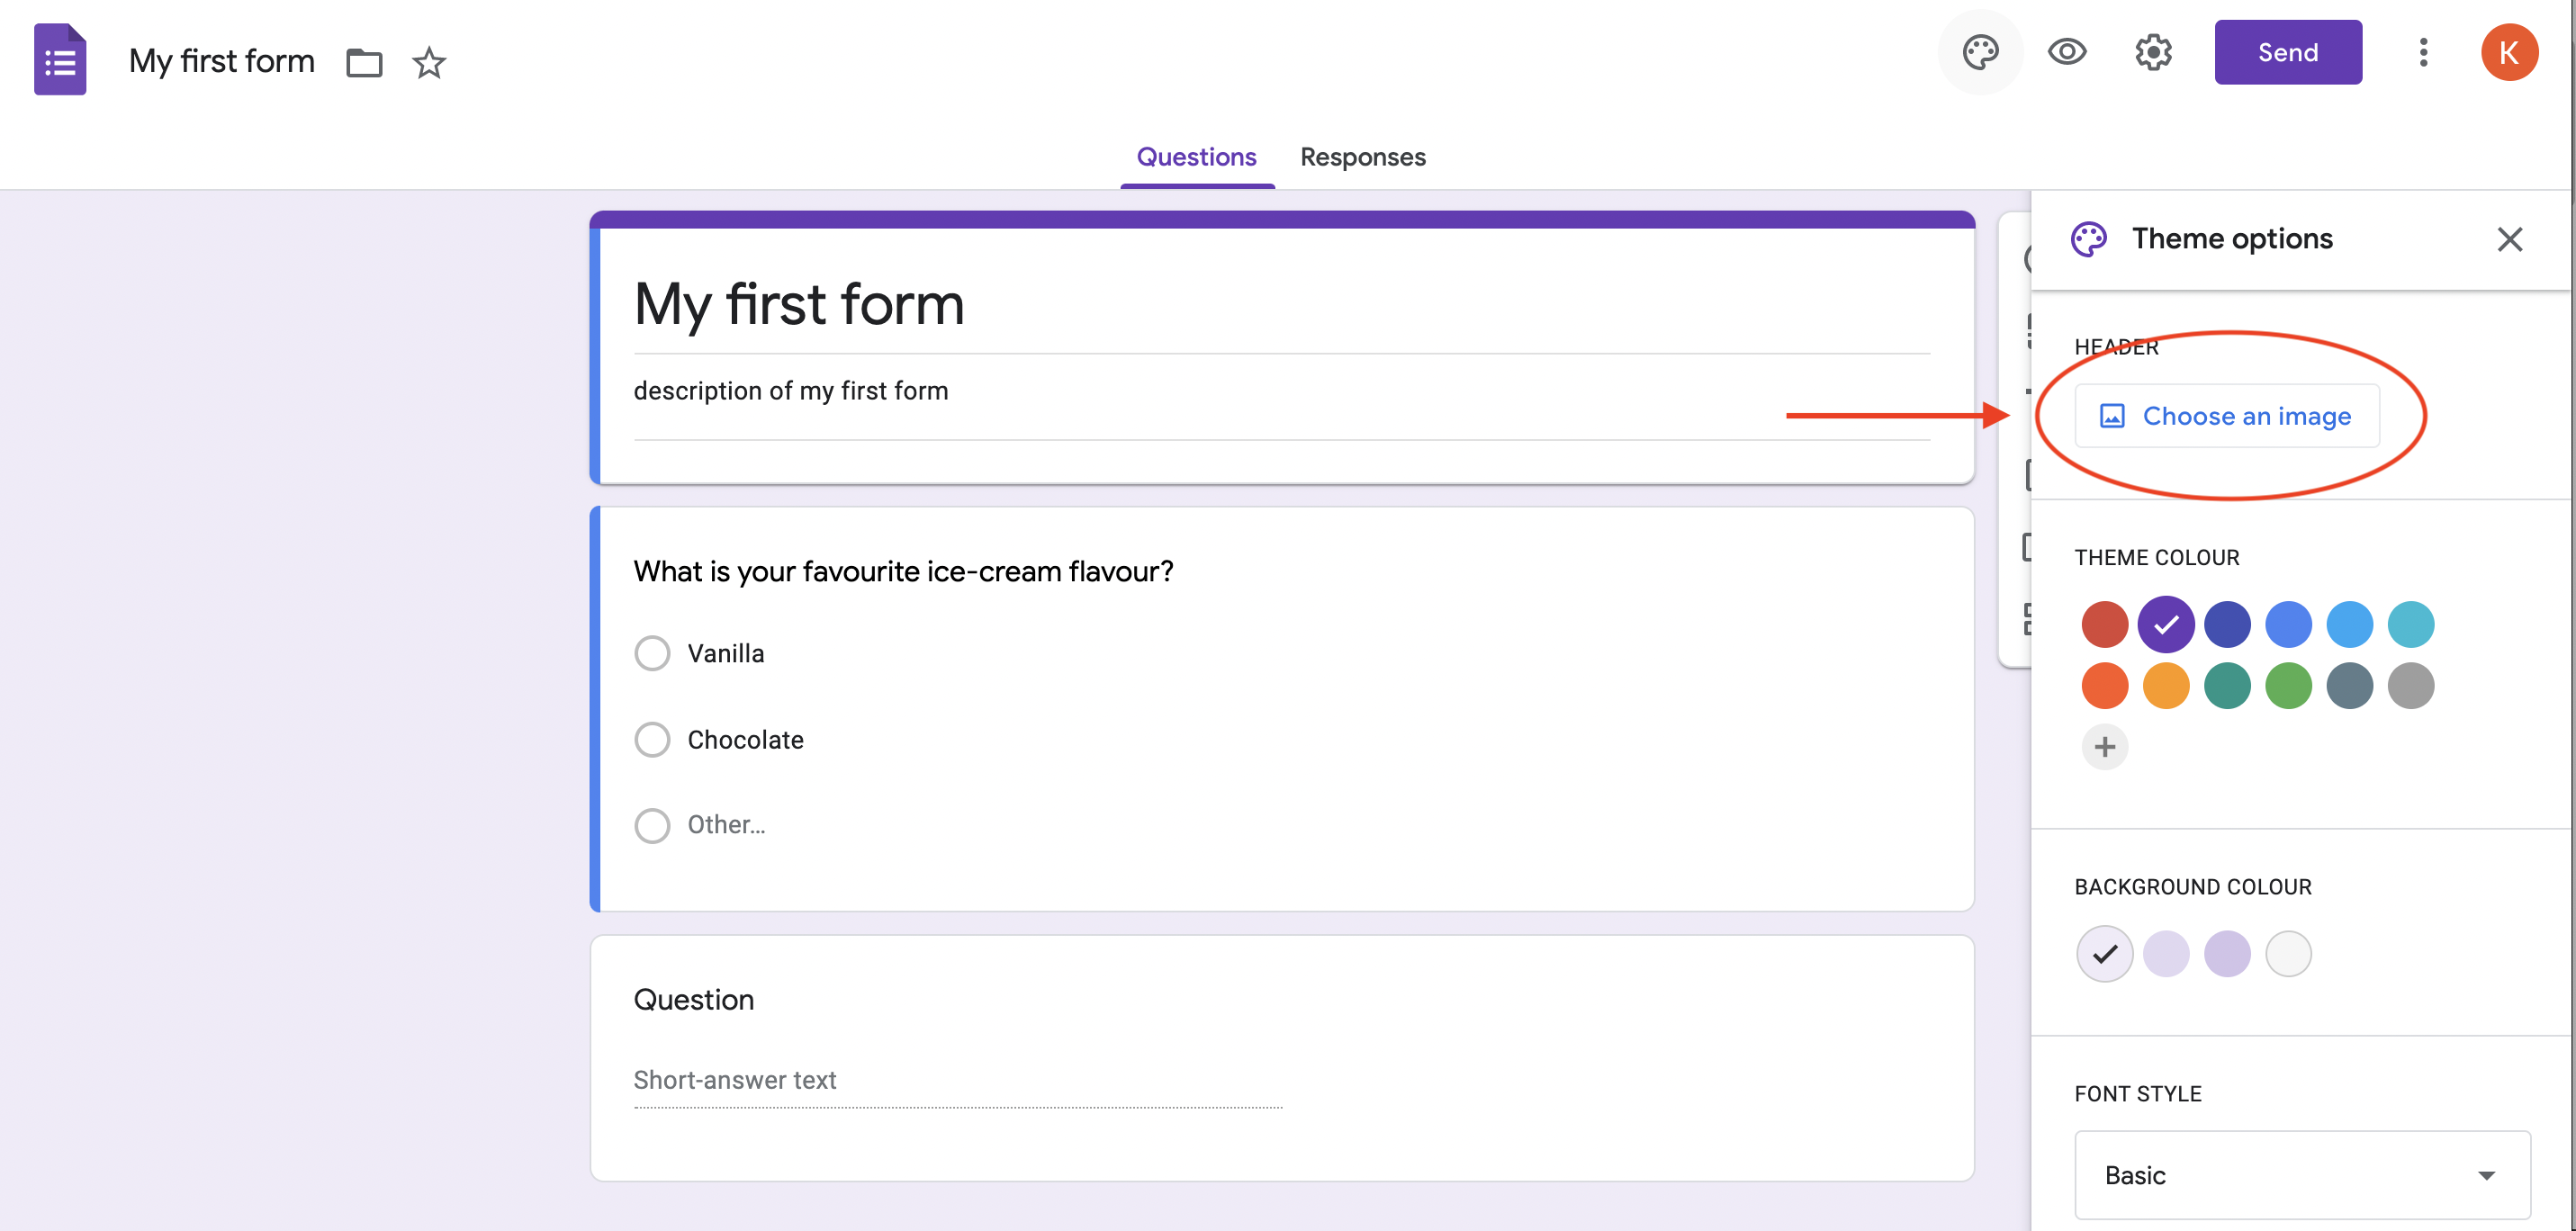 My first form
Send
K
Questions
Responses
My first form
description of my first form
What is your favourite ice-cream flavour?
Vanilla
Chocolate
Other...
Question
Short-answer text
Theme options
HEADER
Choose an image
THEME COLOUR
BACKGROUND COLOUR
FONT STYLE
Basic